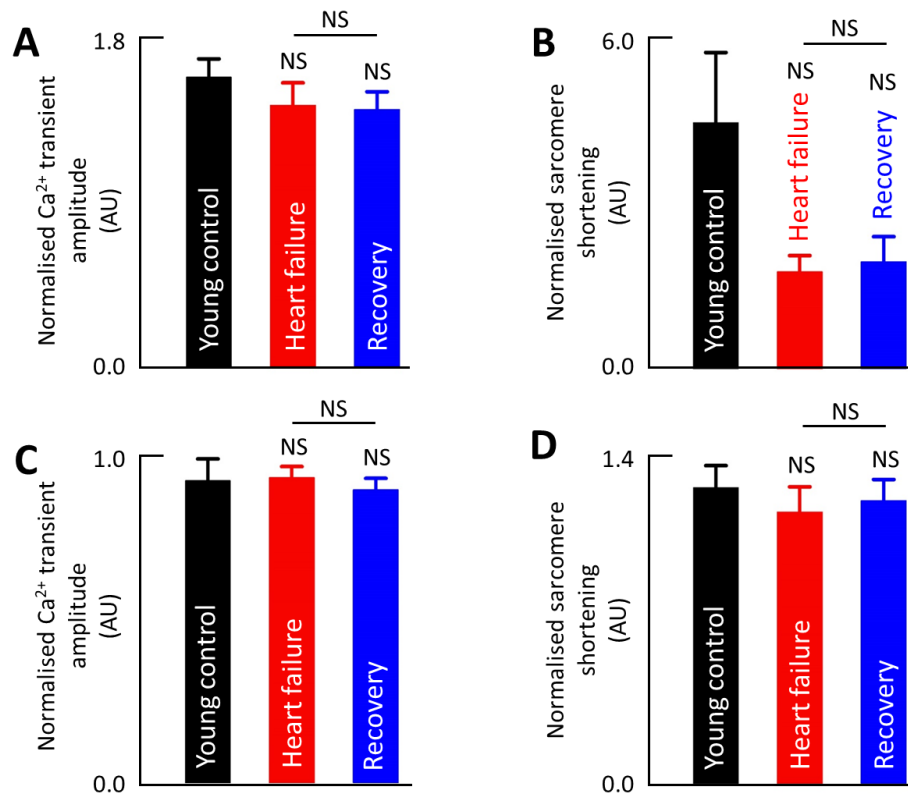 A
1.8
0.0
Normalised Ca²⁺ transient
amplitude
(AU)
NS
NS
NS
Young control
Heart failure
Recovery
B
6.0
0.0
Normalised sarcomere
shortening
(AU)
NS
NS
NS
Young control
Heart failure
Recovery
C
1.0
0.0
Normalised Ca²⁺ transient
amplitude
(AU)
NS
NS
NS
Young control
Heart failure
Recovery
D
1.4
0.0
Normalised sarcomere
shortening
(AU)
NS
NS
NS
Young control
Heart failure
Recovery